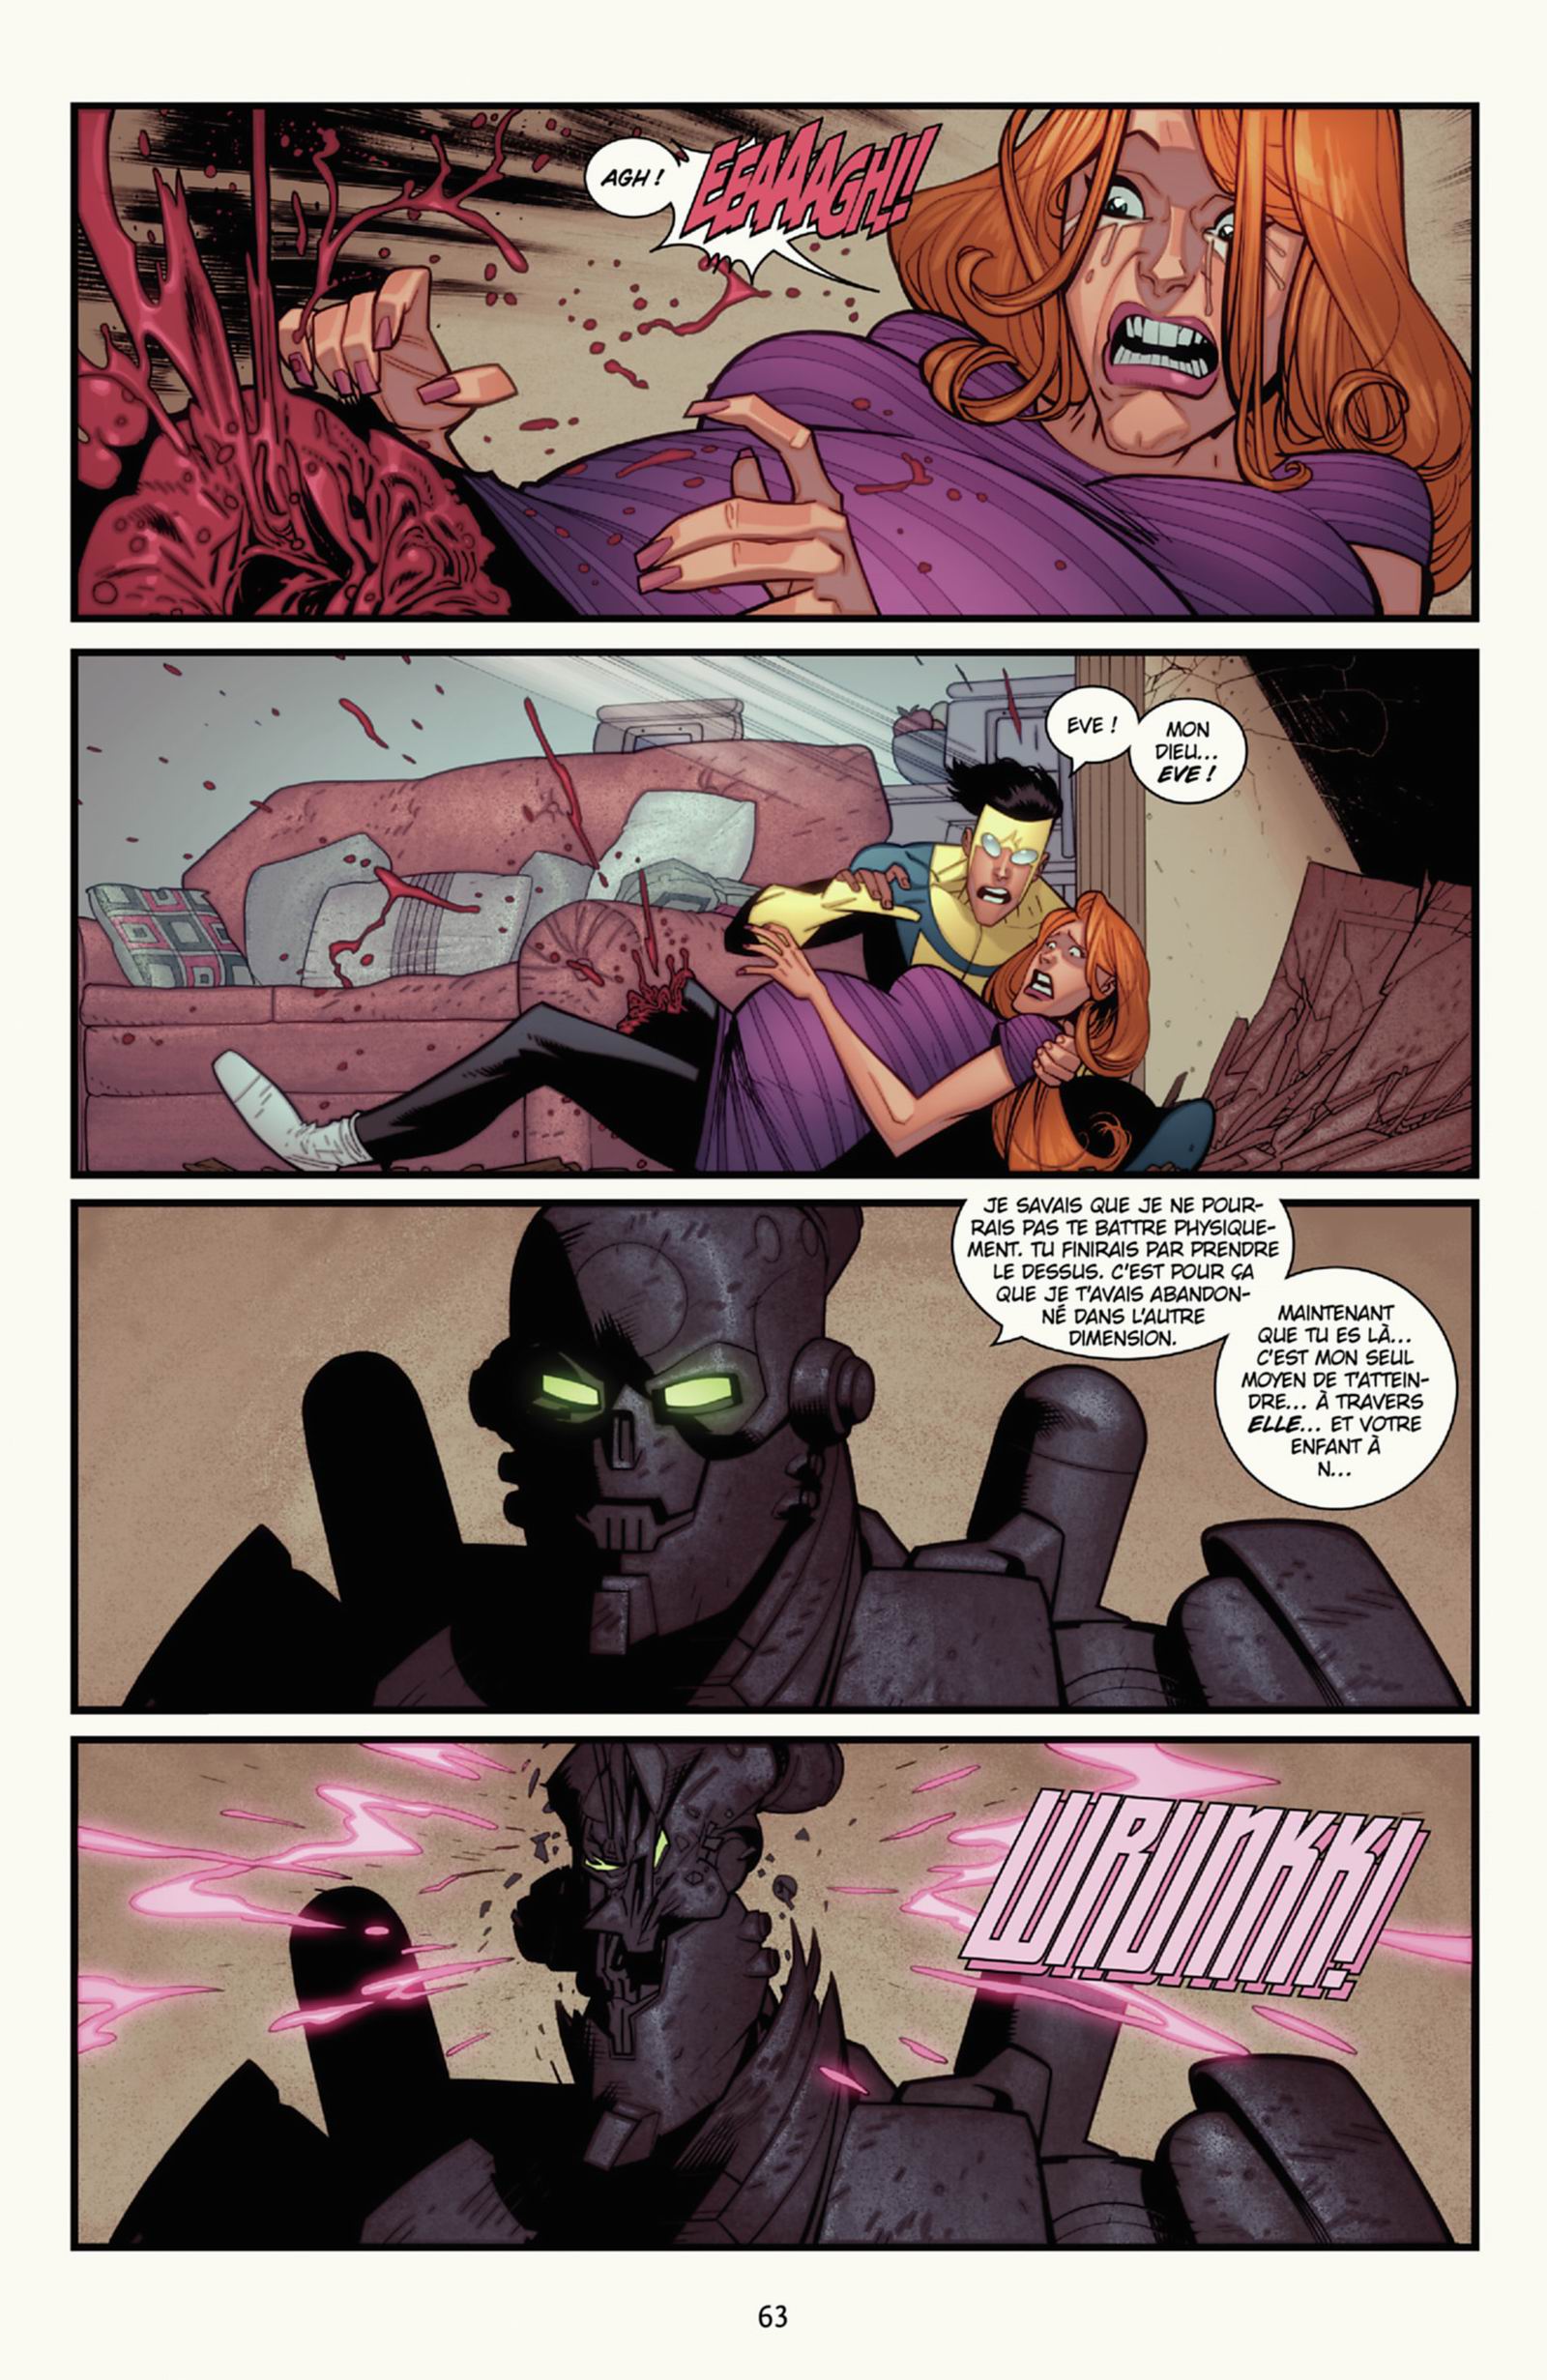 AGH !
EEAAAGH!!
EVE !
MON
DIEU...
EVE !
JE SAVAIS QUE JE NE POUR-
RAIS PAS TE BATTRE PHYSIQUE-
MENT. TU FINIRAIS PAR PRENDRE
LE DESSUS. C'EST POUR ÇA
QUE JE T'AVAIS ABANDON-
NÉ DANS L'AUTRE
DIMENSION.
MAINTENANT
QUE TU ES LÀ...
C'EST MON SEUL
MOYEN DE T'ATTEIN-
DRE... À TRAVERS
ELLE... ET VOTRE
ENFANT À
N...
WRUNKK!
63